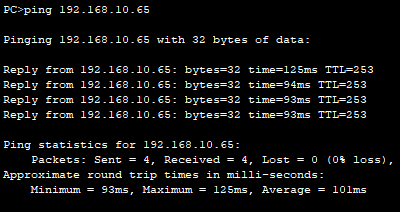 PC>ping 192.168.10.65
Pinging 192.168.10.65 with 32 bytes of data:
Reply from 192.168.10.65: bytes=32 time=125ms TTL=253
Reply from 192.168.10.65: bytes=32 time=94ms TTL=253
Reply from 192.168.10.65: bytes=32 time=93ms TTL=253
Reply from 192.168.10.65: bytes=32 time=93ms TTL=253
Ping statistics for 192.168.10.65:
    Packets: Sent = 4, Received = 4, Lost = 0 (0% loss),
Approximate round trip times in milli-seconds:
    Minimum = 93ms, Maximum = 125ms, Average = 101ms